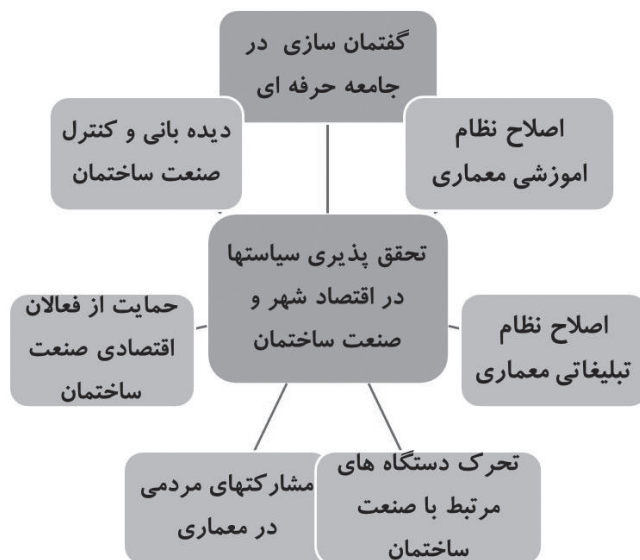 گفتمان سازی در
جامعه حرفه ای
اصلاح نظام
اموزشی معماری
دیده بانی و کنترل
صنعت ساختمان
تحقق پذیری سیاستها
در اقتصاد شهر و
صنعت ساختمان
اصلاح نظام
تبلیغاتی معماری
حمایت از فعالان
اقتصادی صنعت
ساختمان
تحرک دستگاه های
مرتبط با صنعت
ساختمان
مشارکتهای مردمی
در معماری